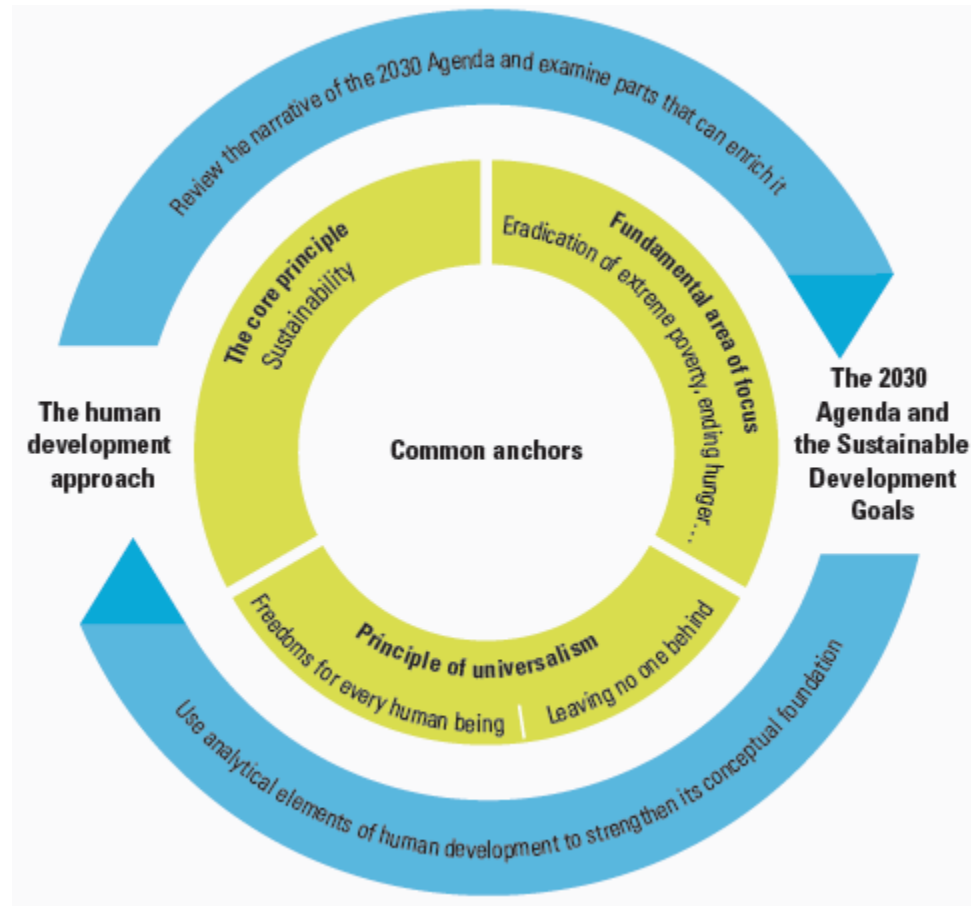 Review the narrative of the 2030 Agenda and examine parts that can enrich it
The core principle
Sustainability
Fundamental area of focus
Eradication of extreme poverty, ending hunger…
The human
development
approach
Common anchors
The 2030
Agenda and
the Sustainable
Development
Goals
Principle of universalism
Freedoms for every human being
Leaving no one behind
Use analytical elements of human development to strengthen its conceptual foundation